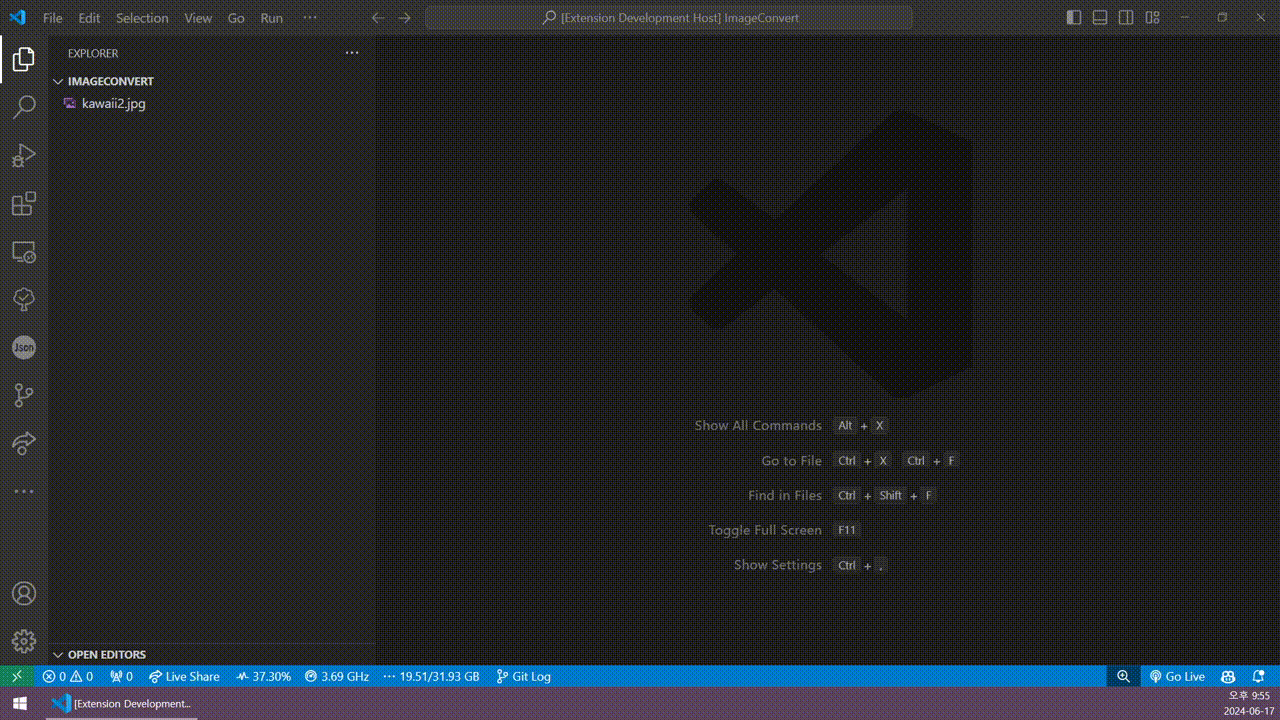 File Edit Selection View Go Run ···
[Extension Development Host] ImageConvert
EXPLORER
IMAGECONVERT
kawaii2.jpg
Json
Show All Commands Alt + X
Go to File Ctrl + X Ctrl + F
Find in Files Ctrl + Shift + F
Toggle Full Screen F11
Show Settings Ctrl + ,
OPEN EDITORS
0 0 0 Live Share 37.30% 3.69 GHz ··· 19.51/31.93 GB Git Log Go Live
[Extension Development...
오후 9:55
2024-06-17